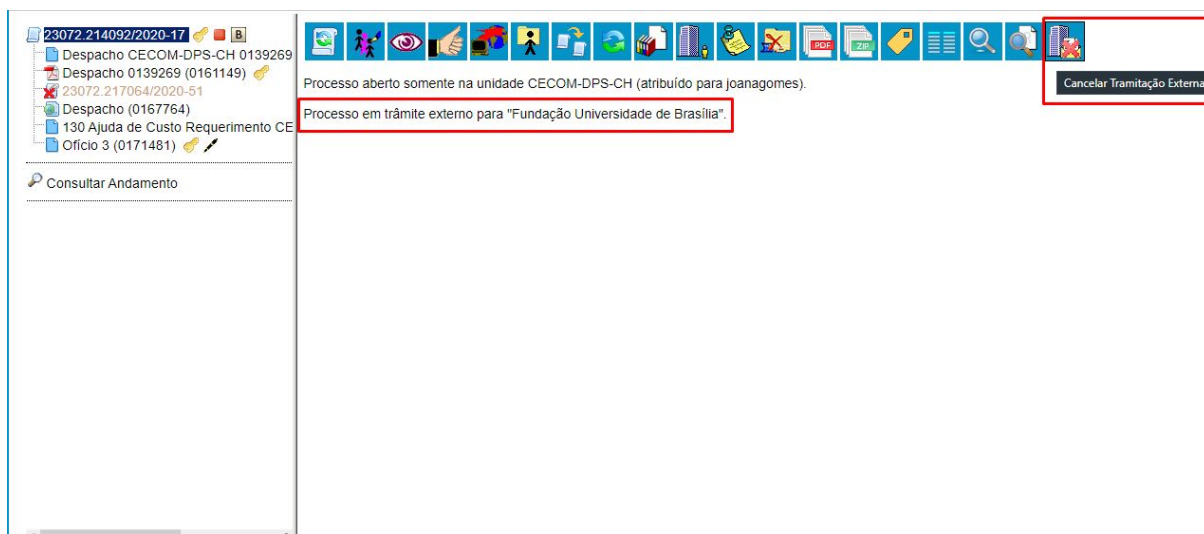 23072.214092/2020-17 B
Despacho CECOM-DPS-CH 0139269
Despacho 0139269 (0161149)
23072.217064/2020-51
Despacho (0167764)
130 Ajuda de Custo Requerimento CE
Ofício 3 (0171481)
Consultar Andamento
PDF
ZIP
Cancelar Tramitação Externa
Processo aberto somente na unidade CECOM-DPS-CH (atribuído para joanagomes).
Processo em trâmite externo para "Fundação Universidade de Brasília".